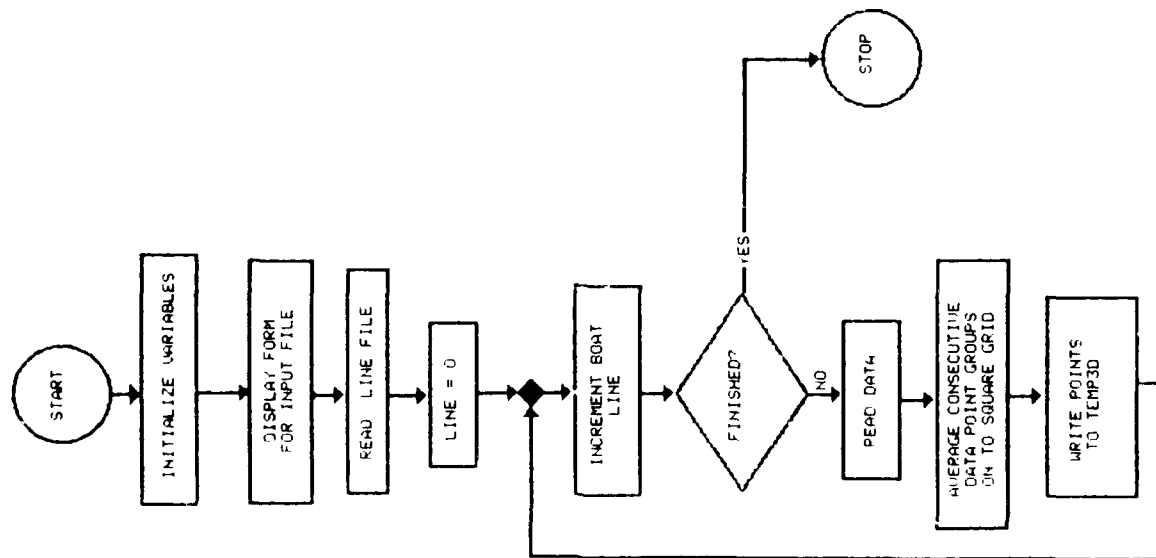 START
INITIALIZE VARIABLES
DISPLAY FORM
FOR INPUT FILE
READ LINE FILE
LINE = 0
INCREMENT BOAT
LINE
FINISHED?
YES
STOP
NO
READ DATA
AVERAGE CONSECUTIVE
DATA POINT GROUPS
ON TO SQUARE GRID
WRITE POINTS
TO TEMP3D